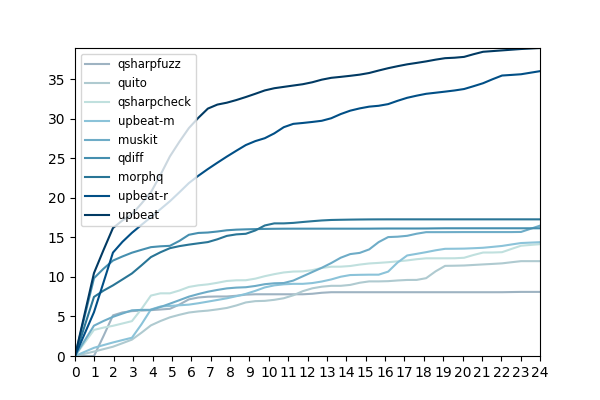 35
30
25
20
15
10
5
0
qsharpfuzz
quito
qsharpcheck
upbeat-m
muskit
qdiff
morphq
upbeat-r
upbeat
0 1 2 3 4 5 6 7 8 9 10 11 12 13 14 15 16 17 18 19 20 21 22 23 24